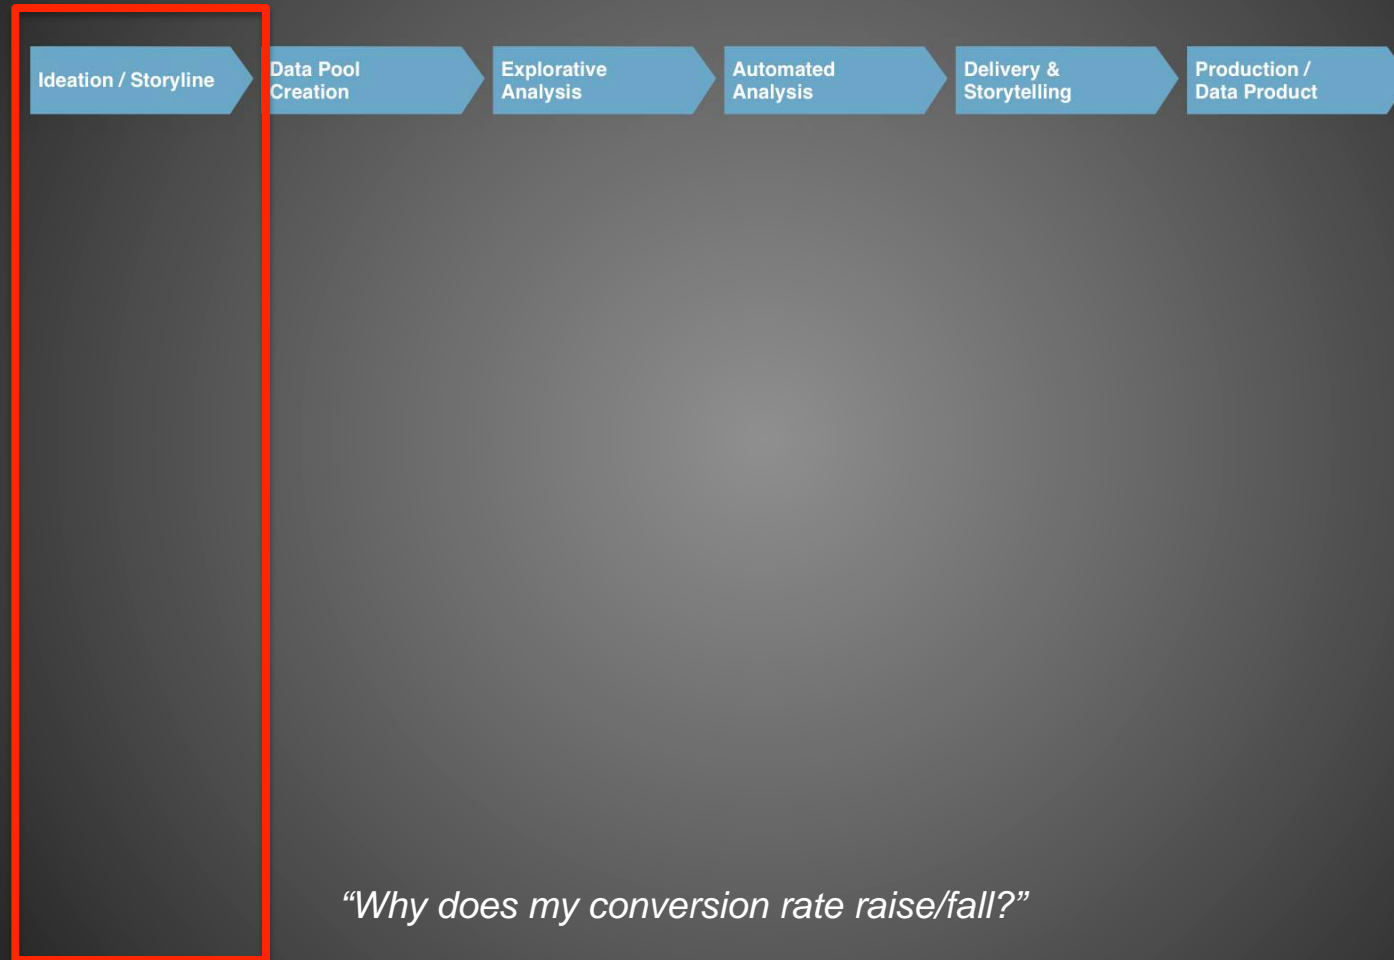 Ideation / Storyline
Data Pool
Creation
Explorative
Analysis
Automated
Analysis
Delivery &
Storytelling
Production /
Data Product
“Why does my conversion rate raise/fall?”